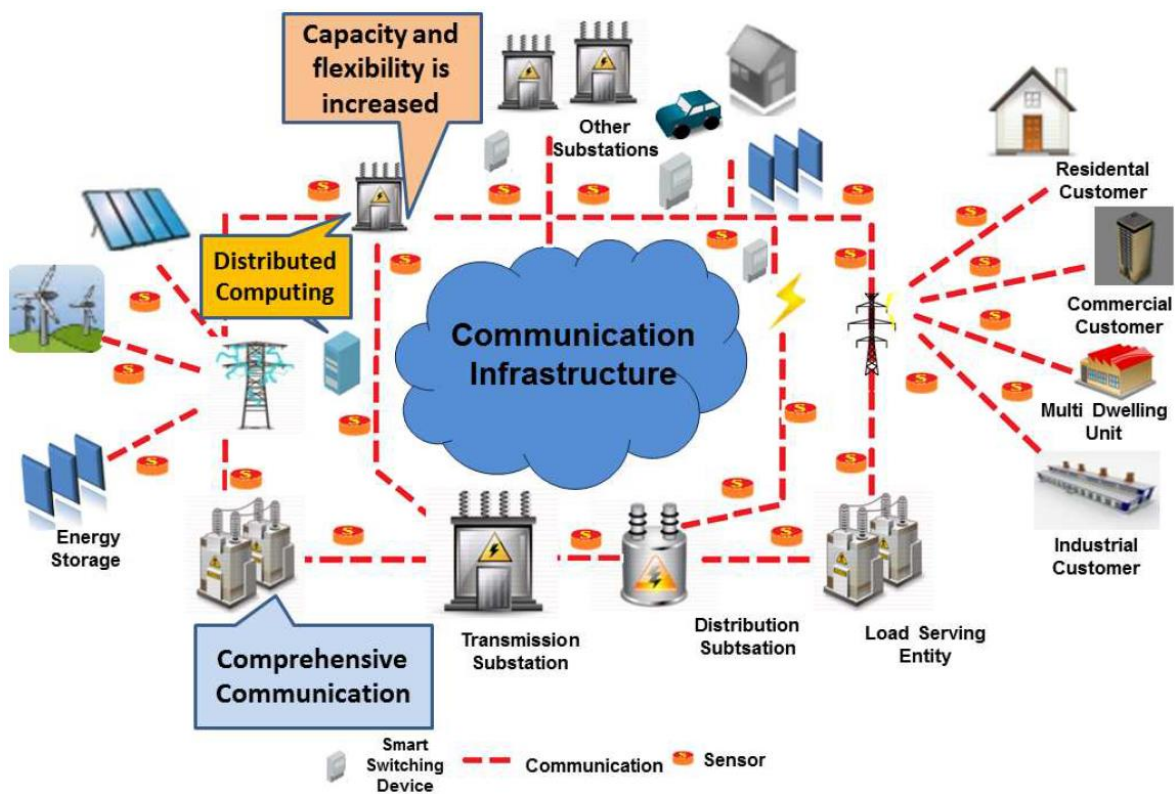 Capacity and
flexibility is
increased
Other
Substations
Residental
Customer
Distributed
Computing
Commercial
Customer
Communication
Infrastructure
Multi Dwelling
Unit
Energy
Storage
Industrial
Customer
Transmission
Substation
Distribution
Subtsation
Load Serving
Entity
Comprehensive
Communication
Smart
Switching
Device
Communication
S Sensor